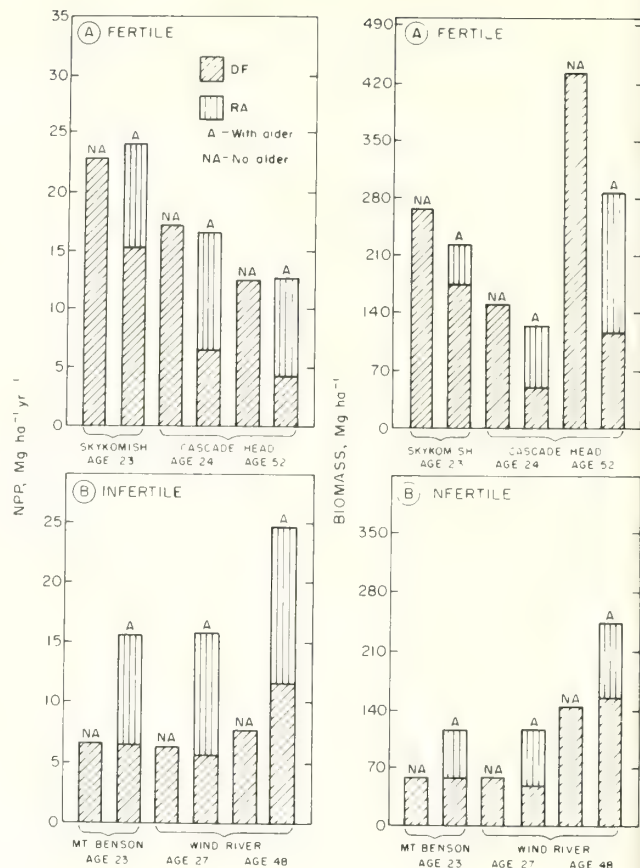 A FERTILE
DF
RA
A - With alder
NA - No alder
35
30
25
20
15
10
5
0
NA
A
NA
A
NA
A
SKYKOMISH
AGE 23
CASCADE HEAD
AGE 24
AGE 52
A FERTILE
490
420
350
280
210
140
70
0
NA
A
NA
A
NA
A
SKYKOM SH
AGE 23
CASCADE HEAD
AGE 24
AGE 52
NPP, Mg ha⁻¹ yr⁻¹
BIOMASS, Mg ha⁻¹
B INFERTILE
25
20
15
10
5
0
NA
A
NA
A
NA
A
MT BENSON
AGE 23
WIND RIVER
AGE 27
AGE 48
B NFERTILE
350
280
210
140
70
0
NA
A
NA
A
NA
A
MT BENSON
AGE 23
WIND RIVER
AGE 27
AGE 48